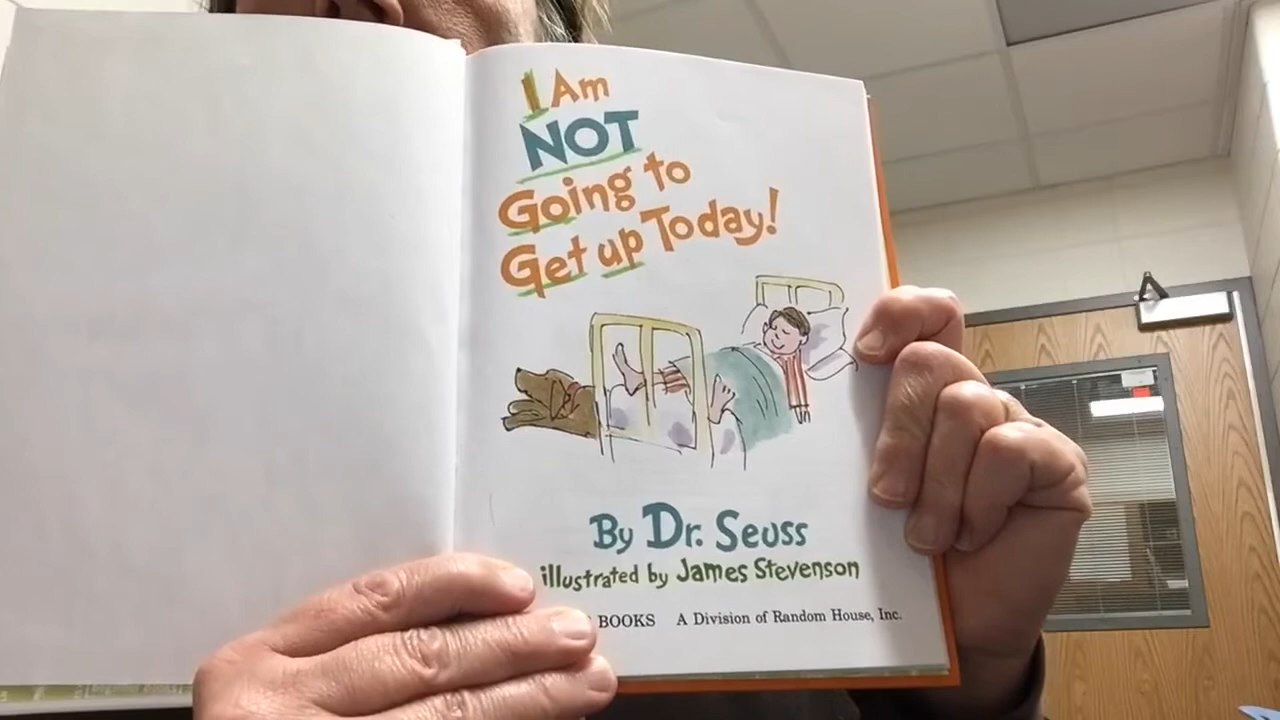 I Am
NOT
Going to
Get up Today!
By Dr. Seuss
illustrated by James Stevenson
BOOKS A Division of Random House, Inc.